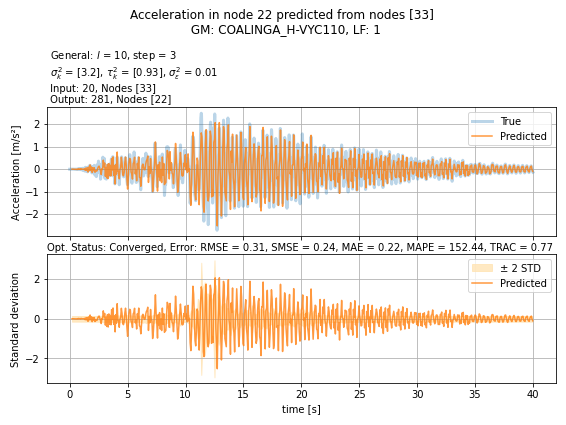 Acceleration in node 22 predicted from nodes [33]
GM: COALINGA_H-VYC110, LF: 1
General: l = 10, step = 3
σ²ₖ = [3.2], τ²ₖ = [0.93], σ²ε = 0.01
Input: 20, Nodes [33]
Output: 281, Nodes [22]
True
Predicted
Acceleration [m/s²]
2
1
0
−1
−2
Opt. Status: Converged, Error: RMSE = 0.31, SMSE = 0.24, MAE = 0.22, MAPE = 152.44, TRAC = 0.77
± 2 STD
Predicted
Standard deviation
2
0
−2
0 5 10 15 20 25 30 35 40
time [s]